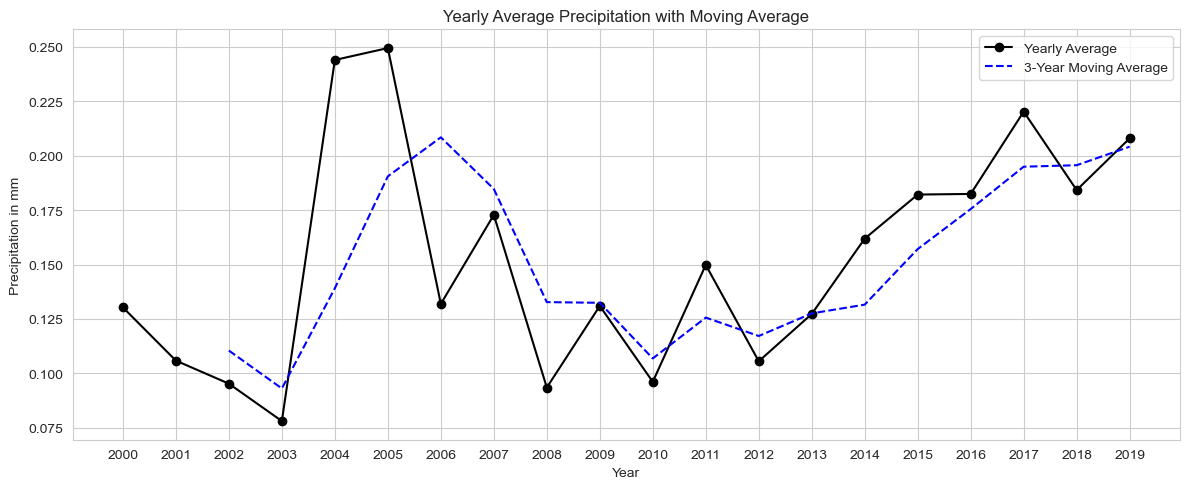 Yearly Average Precipitation with Moving Average
Yearly Average
3-Year Moving Average
Precipitation in mm
0.250
0.225
0.200
0.175
0.150
0.125
0.100
0.075
2000 2001 2002 2003 2004 2005 2006 2007 2008 2009 2010 2011 2012 2013 2014 2015 2016 2017 2018 2019
Year